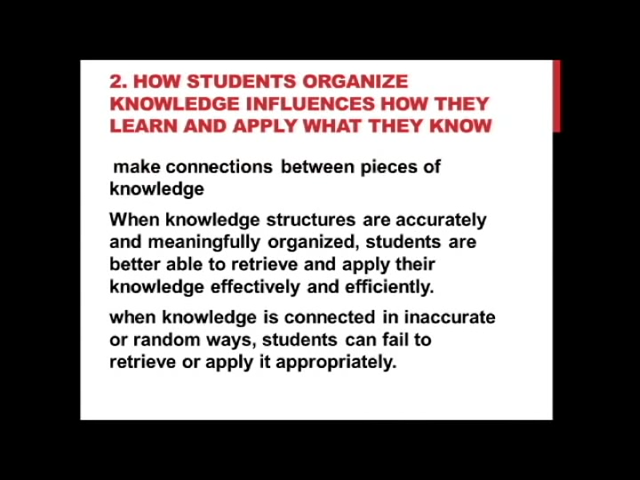 2. HOW STUDENTS ORGANIZE
KNOWLEDGE INFLUENCES HOW THEY
LEARN AND APPLY WHAT THEY KNOW
make connections between pieces of
knowledge
When knowledge structures are accurately
and meaningfully organized, students are
better able to retrieve and apply their
knowledge effectively and efficiently.
when knowledge is connected in inaccurate
or random ways, students can fail to
retrieve or apply it appropriately.